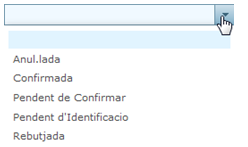 Anul.lada
Confirmada
Pendent de Confirmar
Pendent d'Identificacio
Rebutjada